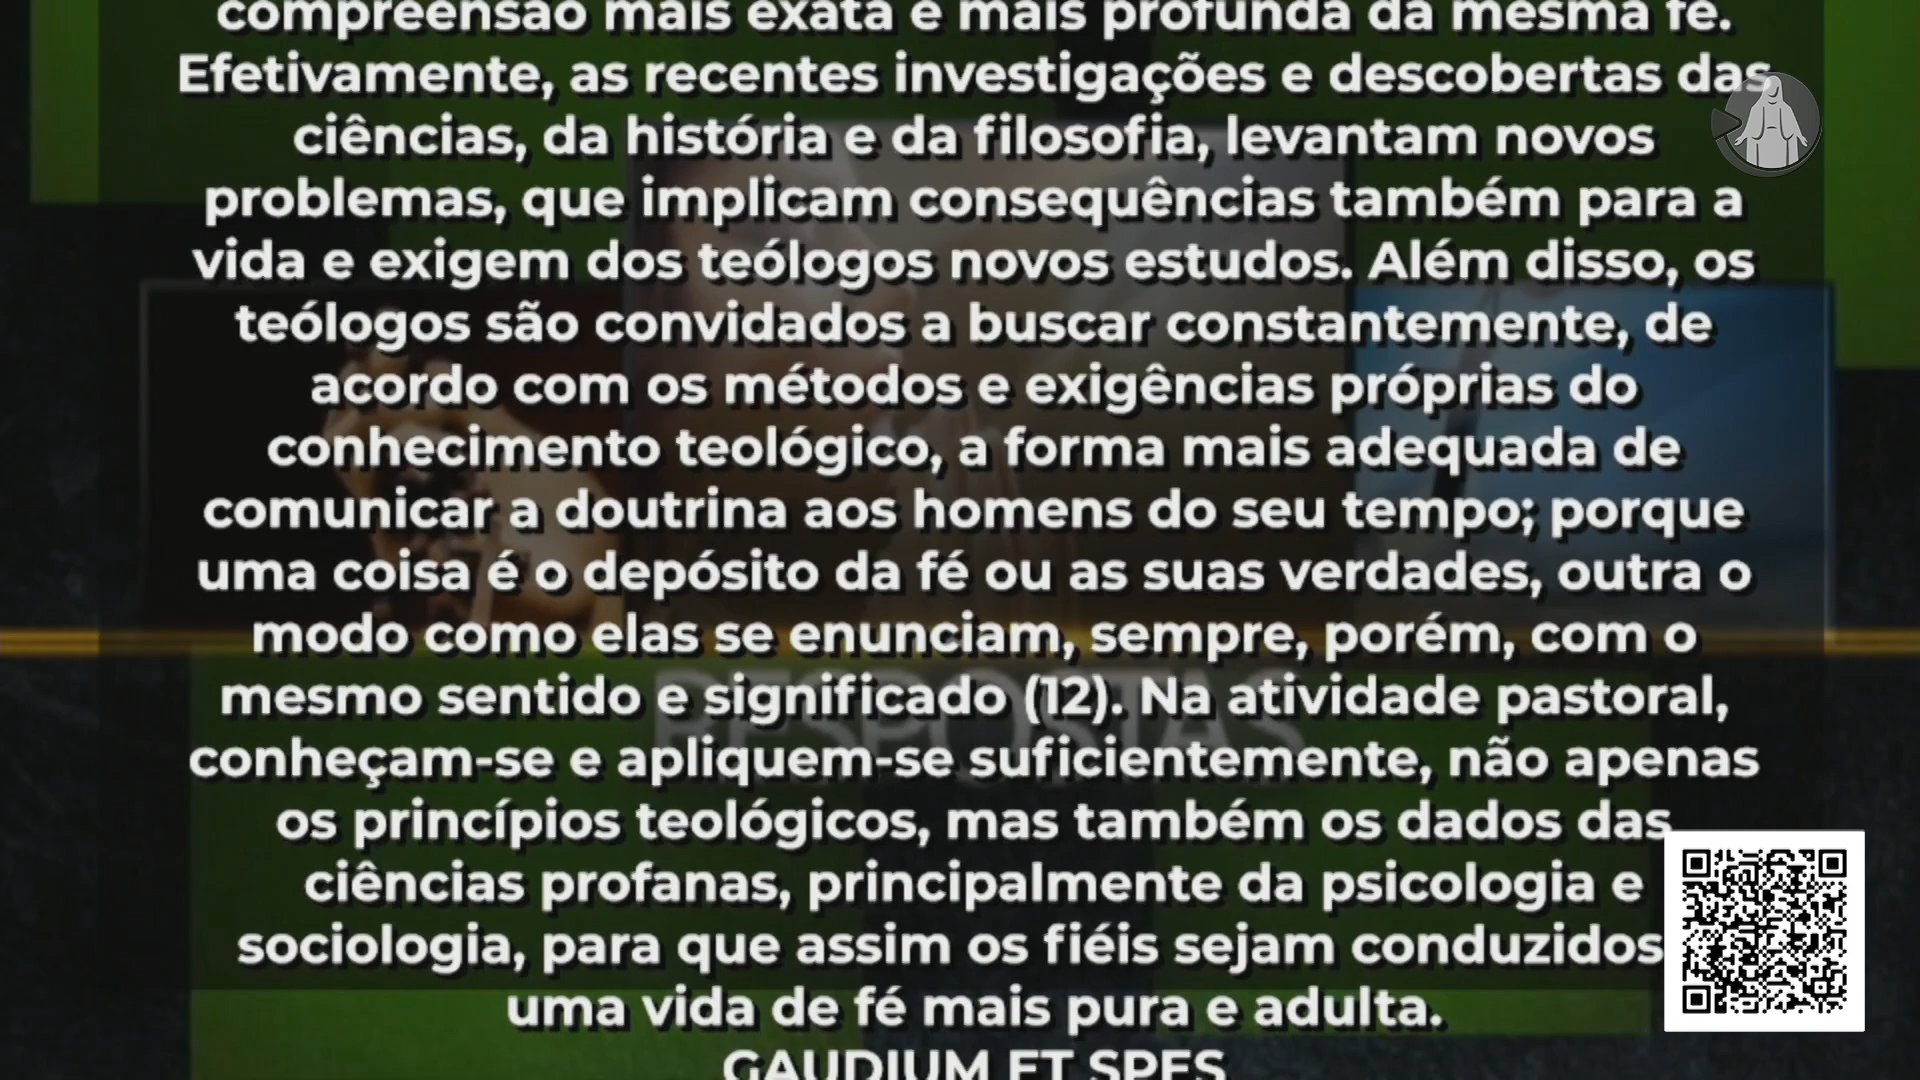 compreensão mais exata e mais profunda da mesma fé.
Efetivamente, as recentes investigações e descobertas das
ciências, da história e da filosofia, levantam novos
problemas, que implicam consequências também para a
vida e exigem dos teólogos novos estudos. Além disso, os
teólogos são convidados a buscar constantemente, de
acordo com os métodos e exigências próprias do
conhecimento teológico, a forma mais adequada de
comunicar a doutrina aos homens do seu tempo; porque
uma coisa é o depósito da fé ou as suas verdades, outra o
modo como elas se enunciam, sempre, porém, com o
mesmo sentido e significado (12). Na atividade pastoral,
conheçam-se e apliquem-se suficientemente, não apenas
os princípios teológicos, mas também os dados das
ciências profanas, principalmente da psicologia e
sociologia, para que assim os fiéis sejam conduzidos
uma vida de fé mais pura e adulta.
GAUDIUM ET SPES
RESPOSTAS